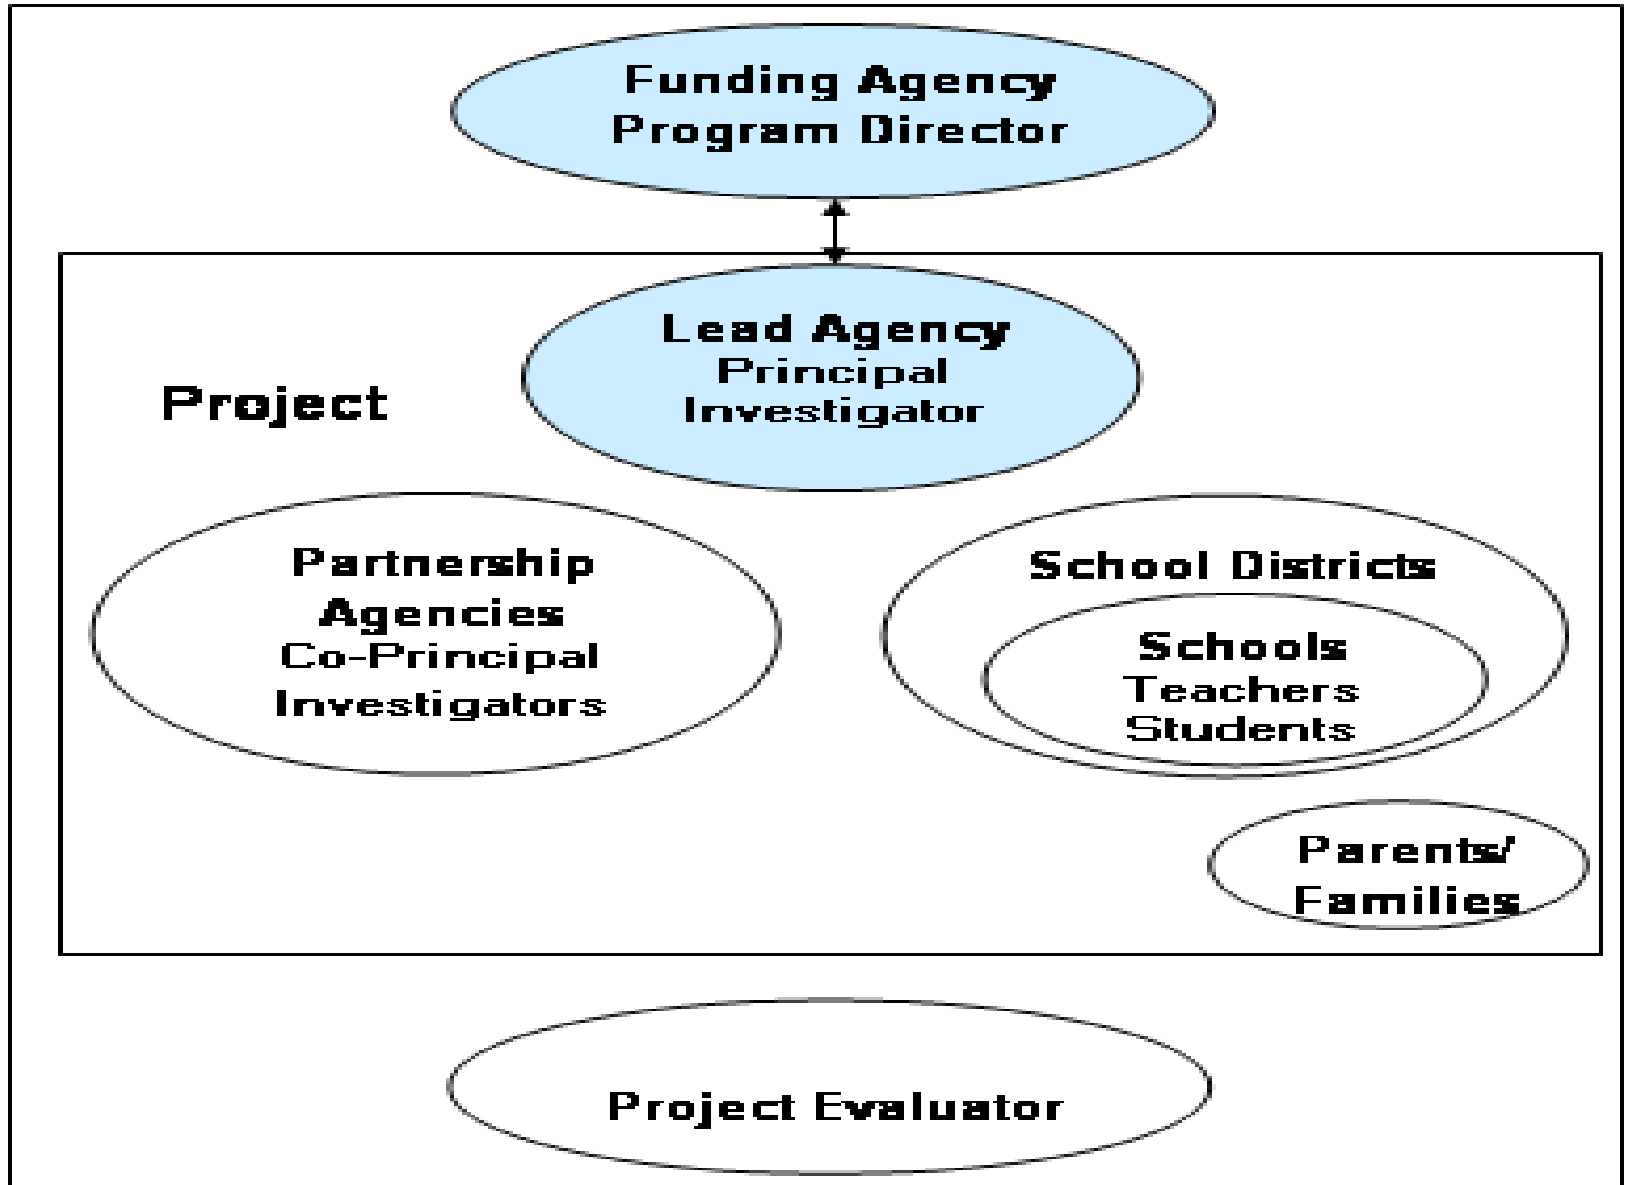 Funding Agency
Program Director
Lead Agency
Principal
Investigator
Project
Partnership
Agencies
Co-Principal
Investigators
School Districts
Schools
Teachers
Students
Parents/
Families
Project Evaluator